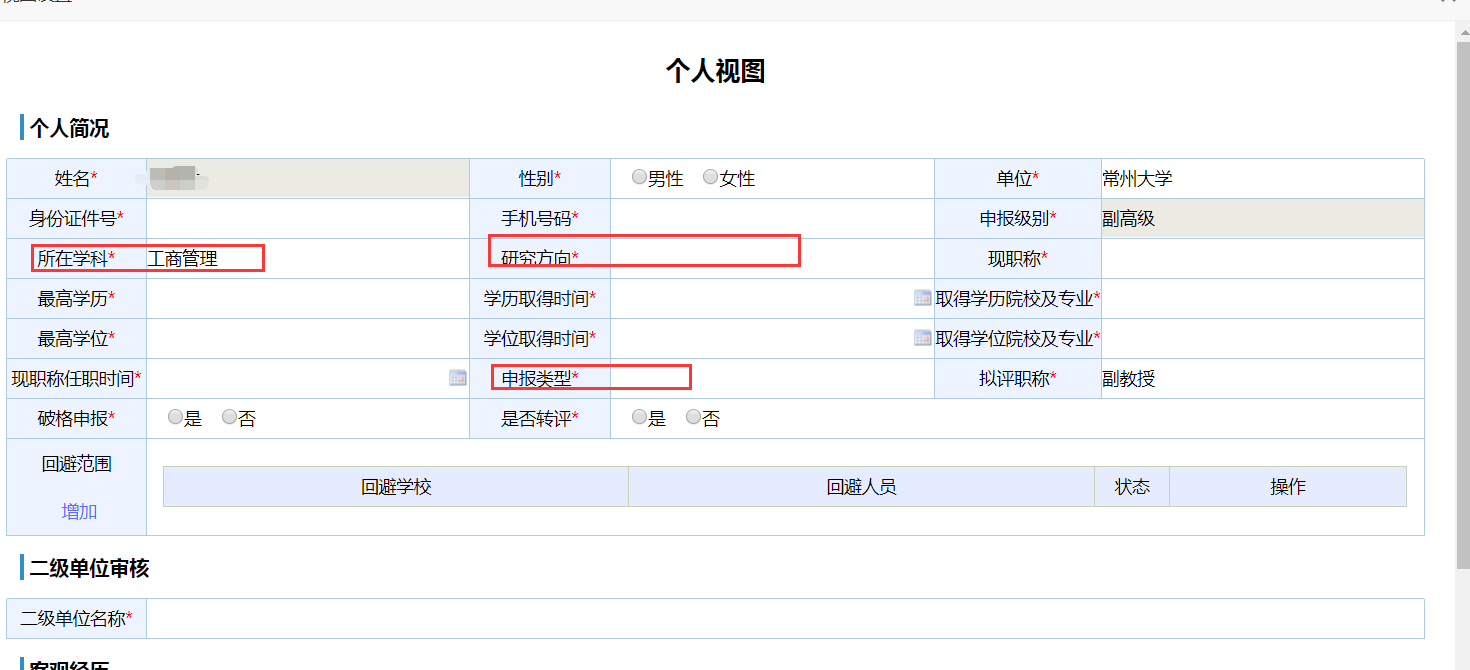 个人视图
个人简况
姓名* 性别* 男性 女性 单位* 常州大学
身份证件号* 手机号码* 申报级别* 副高级
所在学科* 工商管理 研究方向* 现职称*
最高学历* 学历取得时间* 取得学历院校及专业*
最高学位* 学位取得时间* 取得学位院校及专业*
现职称任职时间* 申报类型* 拟评职称* 副教授
破格申报* 是 否 是否转评* 是 否
回避范围
增加
回避学校 回避人员 状态 操作
二级单位审核
二级单位名称*
客观经历